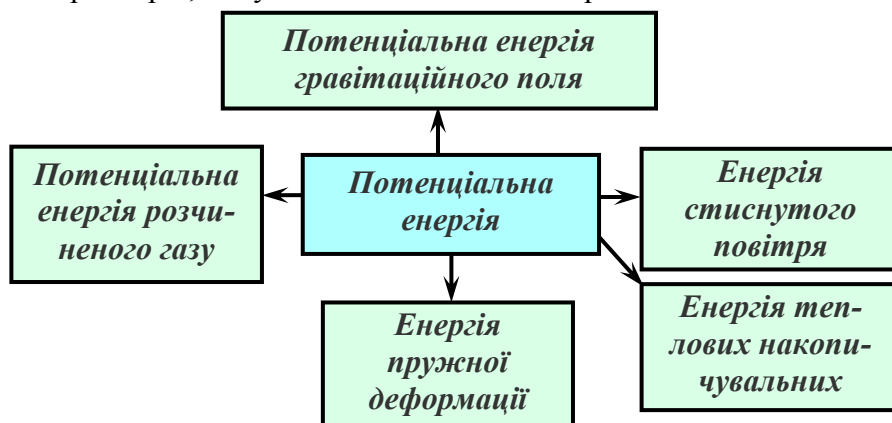 Потенціальна енергія
гравітаційного поля
Потенціальна
енергія розчи-
неного газу
Потенціальна
енергія
Енергія
стиснутого
повітря
Енергія
пружної
деформації
Енергія теп-
лових накопи-
чувальних